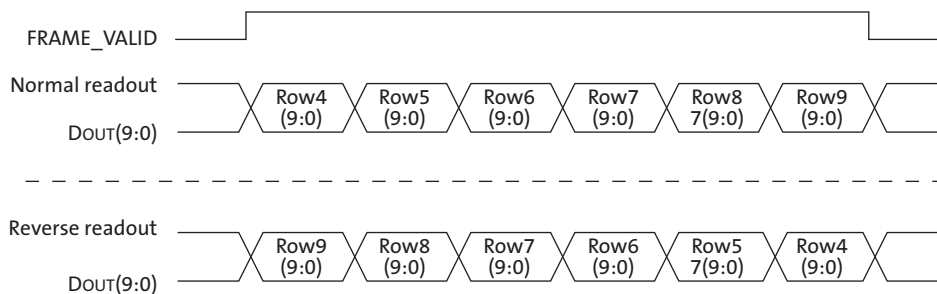 FRAME_VALID
Normal readout
Row4 Row5 Row6 Row7 Row8 Row9
(9:0) (9:0) (9:0) (9:0) 7(9:0) (9:0)
DOUT(9:0)
Reverse readout
Row9 Row8 Row7 Row6 Row5 Row4
(9:0) (9:0) (9:0) (9:0) 7(9:0) (9:0)
DOUT(9:0)